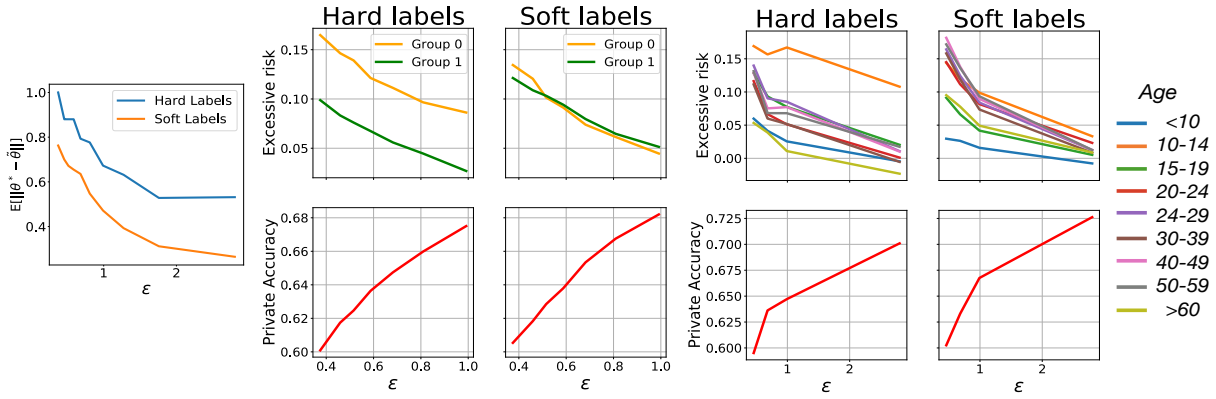 Hard labels
Soft labels
Hard labels
Soft labels
Excessive risk
0.15
0.10
0.05
Group 0
Group 1
Group 0
Group 1
Excessive risk
0.15
0.10
0.05
0.00
E[||θ* − θ̃||]
1.0
0.8
0.6
0.4
Hard Labels
Soft Labels
1
2
ε
Age
<10
10-14
15-19
20-24
24-29
30-39
40-49
50-59
>60
Private Accuracy
0.68
0.66
0.64
0.62
0.60
0.4
0.6
0.8
1.0
ε
0.4
0.6
0.8
1.0
ε
Private Accuracy
0.725
0.700
0.675
0.650
0.625
0.600
1
2
ε
1
2
ε